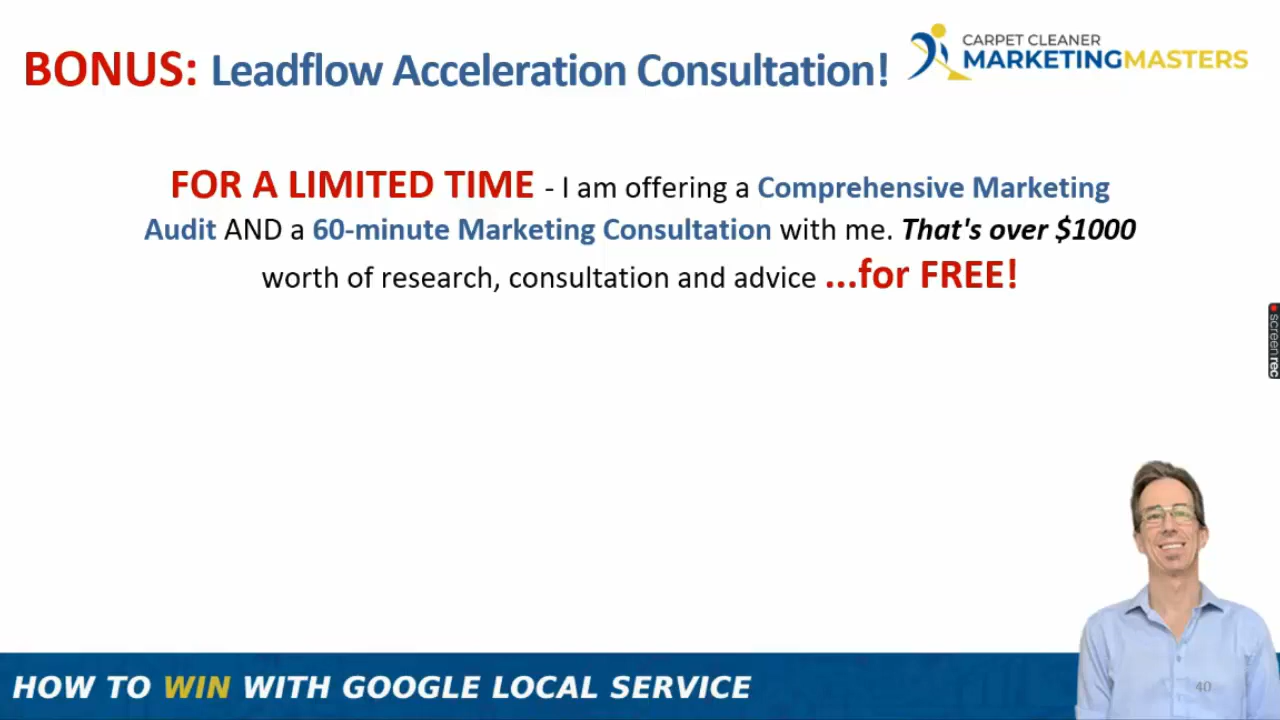 BONUS: Leadflow Acceleration Consultation!
CARPET CLEANER
MARKETINGMASTERS
FOR A LIMITED TIME - I am offering a Comprehensive Marketing
Audit AND a 60-minute Marketing Consultation with me. That's over $1000
worth of research, consultation and advice ...for FREE!
screenrec
HOW TO WIN WITH GOOGLE LOCAL SERVICE
40